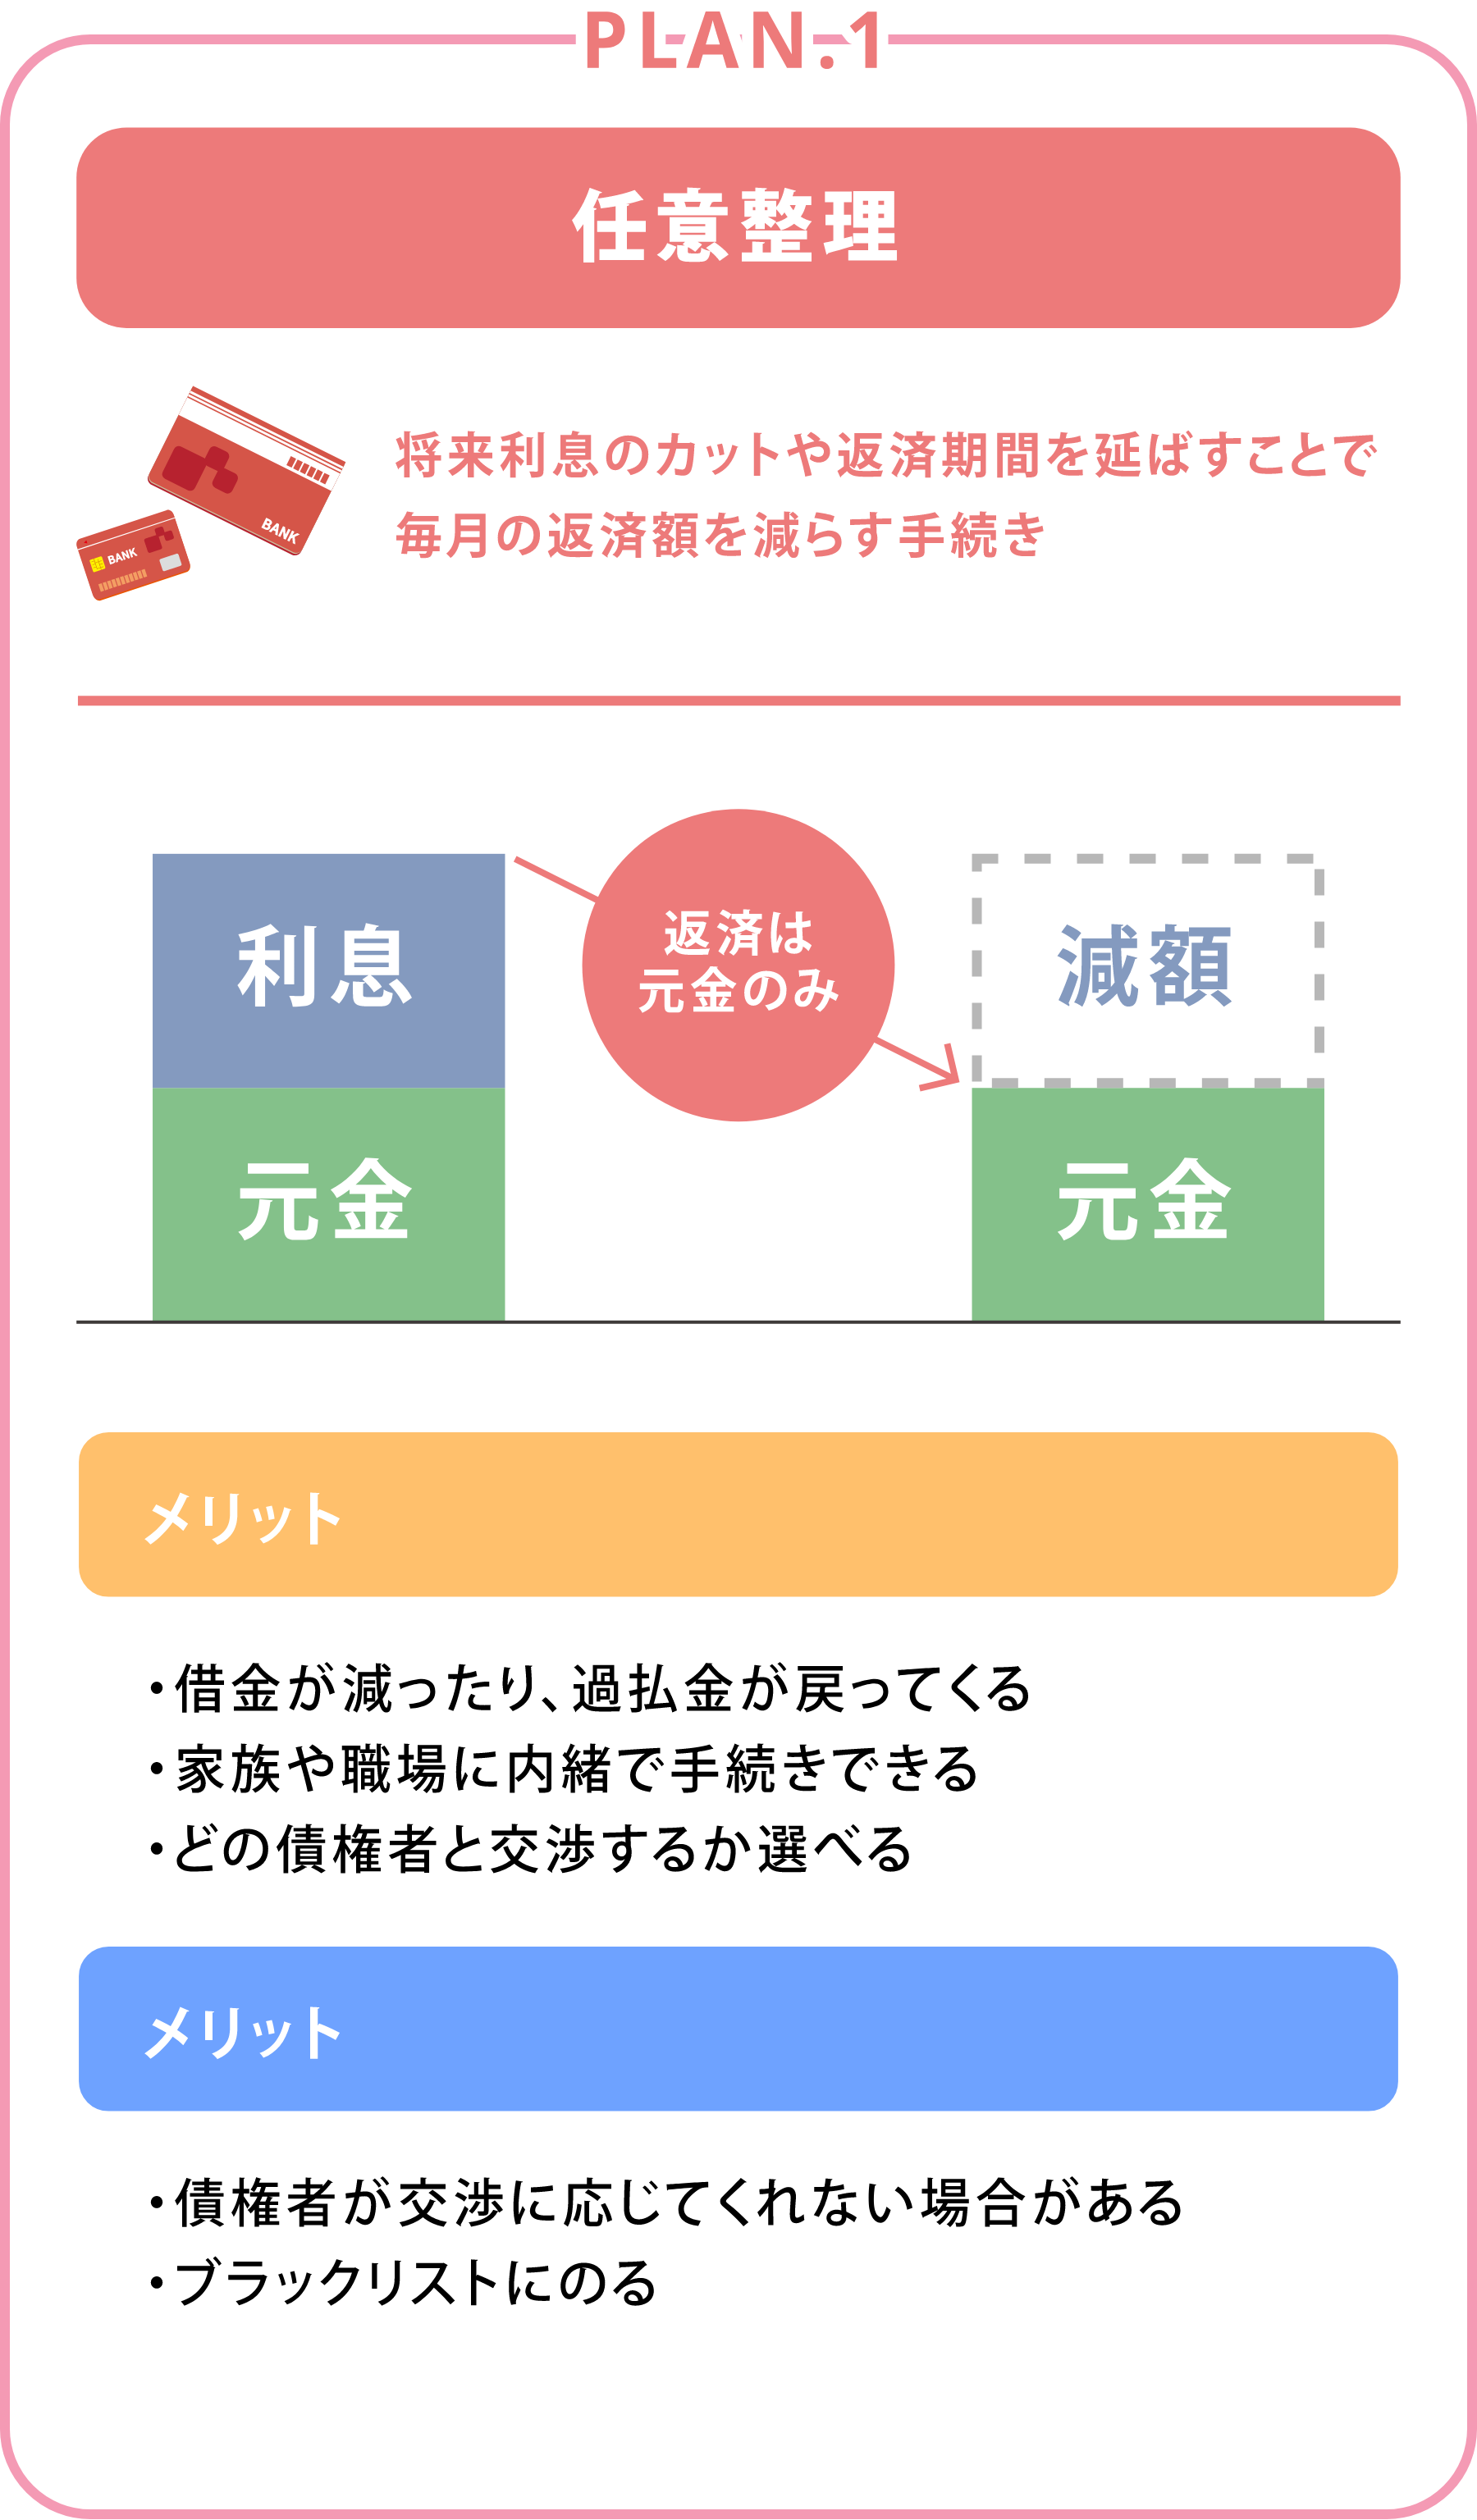 PLAN.1
任意整理
将来利息のカットや返済期間を延ばすことで
毎月の返済額を減らす手続き
BANK
BANK
利息
返済は
元金のみ
減額
元金
元金
メリット
・借金が減ったり、過払金が戻ってくる
・家族や職場に内緒で手続きできる
・どの債権者と交渉するか選べる
メリット
・債権者が交渉に応じてくれない場合がある
・ブラックリストにのる